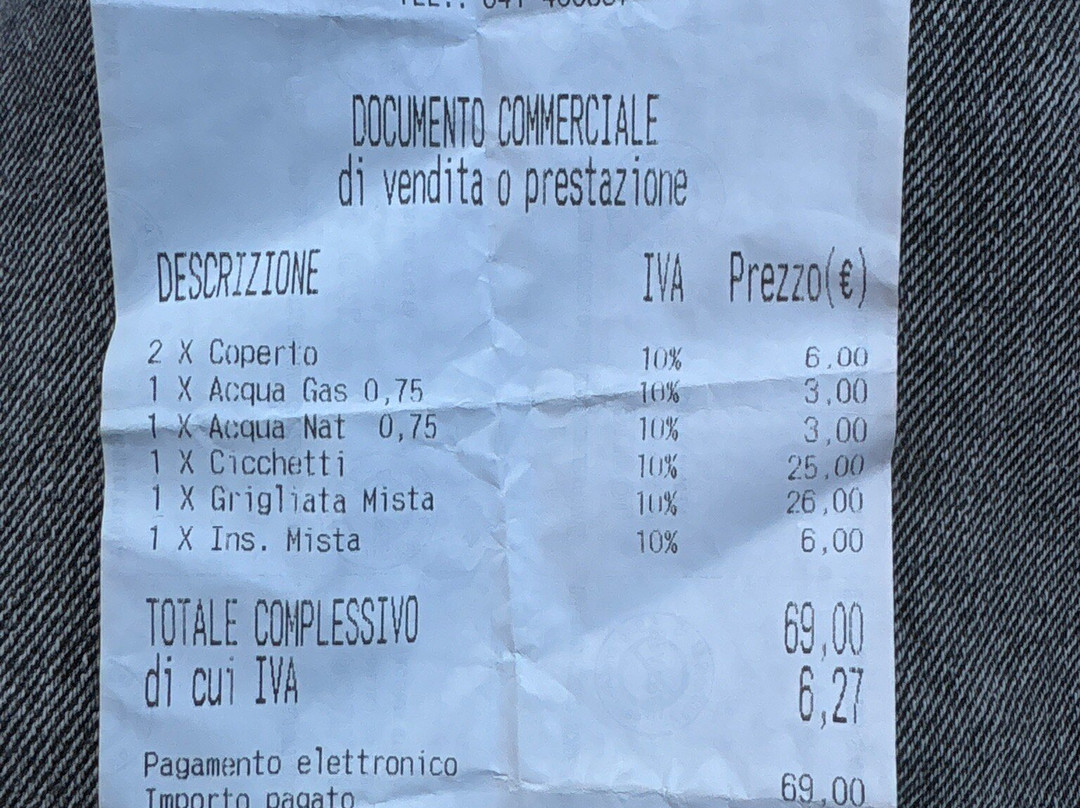 DOCUMENTO COMMERCIALE
di vendita o prestazione
DESCRIZIONE IVA Prezzo(€)
2 X Coperto 10% 6,00
1 X Acqua Gas 0,75 10% 3,00
1 X Acqua Nat 0,75 10% 3,00
1 X Cicchetti 10% 25,00
1 X Grigliata Mista 10% 26,00
1 X Ins. Mista 10% 6,00
TOTALE COMPLESSIVO 69,00
di cui IVA 6,27
Pagamento elettronico 69,00
Importo pagato